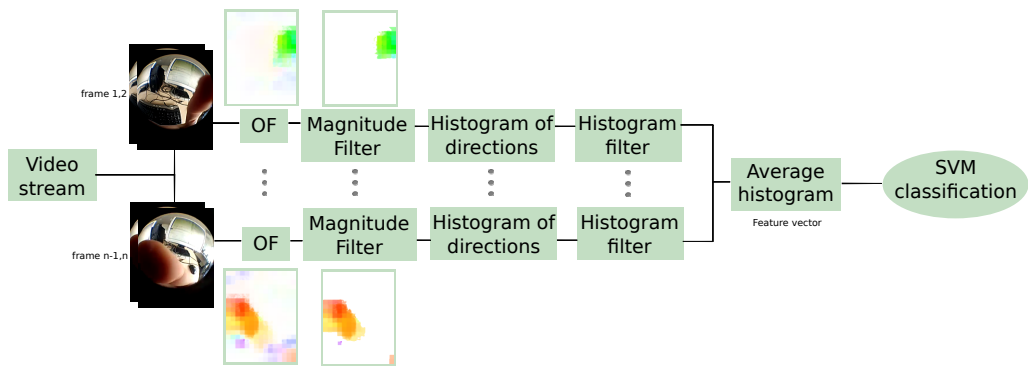 frame 1,2
OF
Magnitude
Filter
Histogram of
directions
Histogram
filter
Video
stream
Average
histogram
Feature vector
SVM
classification
frame n-1,n
OF
Magnitude
Filter
Histogram of
directions
Histogram
filter